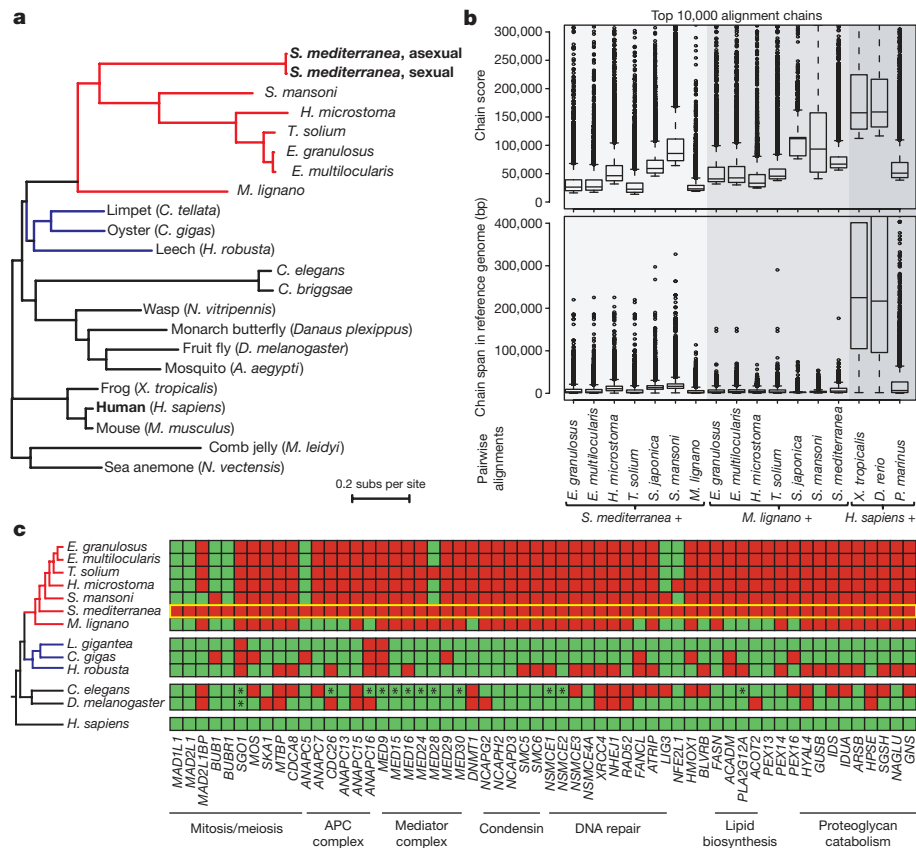 a
S. mediterranea, asexual
S. mediterranea, sexual
S. mansoni
H. microstoma
T. solium
E. granulosus
E. multilocularis
M. lignano
Limpet (C. tellata)
Oyster (C. gigas)
Leech (H. robusta)
C. elegans
C. briggsae
Wasp (N. vitripennis)
Monarch butterfly (Danaus plexippus)
Fruit fly (D. melanogaster)
Mosquito (A. aegypti)
Frog (X. tropicalis)
Human (H. sapiens)
Mouse (M. musculus)
Comb jelly (M. leidyi)
Sea anemone (N. vectensis)
0.2 subs per site
b
Top 10,000 alignment chains
Chain score
300,000
250,000
200,000
150,000
100,000
50,000
0
Chain span in reference genome (bp)
400,000
300,000
200,000
100,000
0
Pairwise alignments
E. granulosus
E. multilocularis
H. microstoma
T. solium
S. japonica
S. mansoni
M. lignano
E. granulosus
E. multilocularis
H. microstoma
T. solium
S. japonica
S. mansoni
S. mediterranea
X. tropicalis
D. rerio
P. marinus
S. mediterranea +
M. lignano +
H. sapiens +
c
E. granulosus
E. multilocularis
T. solium
H. microstoma
S. mansoni
S. mediterranea
M. lignano
L. gigantea
C. gigas
H. robusta
C. elegans
* * * * * * * * * * *
D. melanogaster
*
H. sapiens
MAD1L1
MAD2L1
MAD2L1BP
BUB1
BUBR1
SGO1
MOS
SKA1
MTBP
CDCA8
ANAPC5
ANAPC7
CDC26
ANAPC13
ANAPC15
ANAPC16
MED9
MED15
MED16
MED24
MED28
MED30
DNMT1
NCAPG2
NCAPH2
NCAPD3
SMC5
SMC6
NSMCE1
NSMCE2
NSMCE3
NSMCE4A
XRCC4
NHEJ1
RAD52
FANCL
ATRIP
LIG3
NFE2L1
HMOX1
BLVRB
FASN
ACADM
PLA2G12A
ACOT2
PEX13
PEX14
PEX16
HYAL4
GUSB
IDS
IDUA
ARSB
HPSE
SGSH
NAGLU
GNS
Mitosis/meiosis
APC complex
Mediator complex
Condensin
DNA repair
Lipid biosynthesis
Proteoglycan catabolism